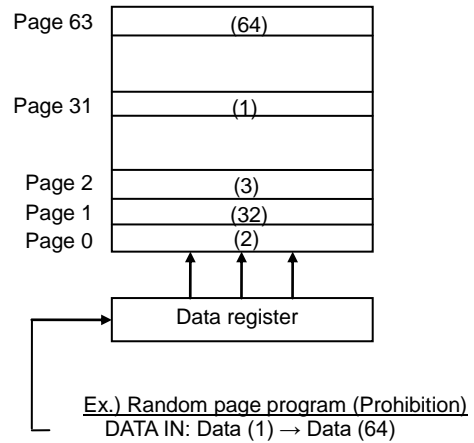 Page 63 (64)
Page 31 (1)
Page 2 (3)
Page 1 (32)
Page 0 (2)
Data register
Ex.) Random page program (Prohibition)
DATA IN: Data (1) → Data (64)